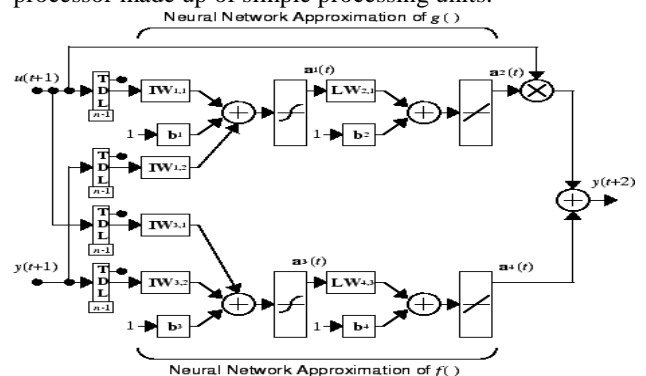 processor made up of simple processing units.
Neural Network Approximation of g ( )
a¹(t) a²(t)
u(t+1)
T D L n-1
IW1,1
LW2,1
1 b1
1 b2
T D L n-1
IW1,2
y(t+2)
T D L n-1
IW3,1
y(t+1)
a³(t) a⁴(t)
T D L n-1
IW3,2
LW4,3
1 b3
1 b4
Neural Network Approximation of f ( )